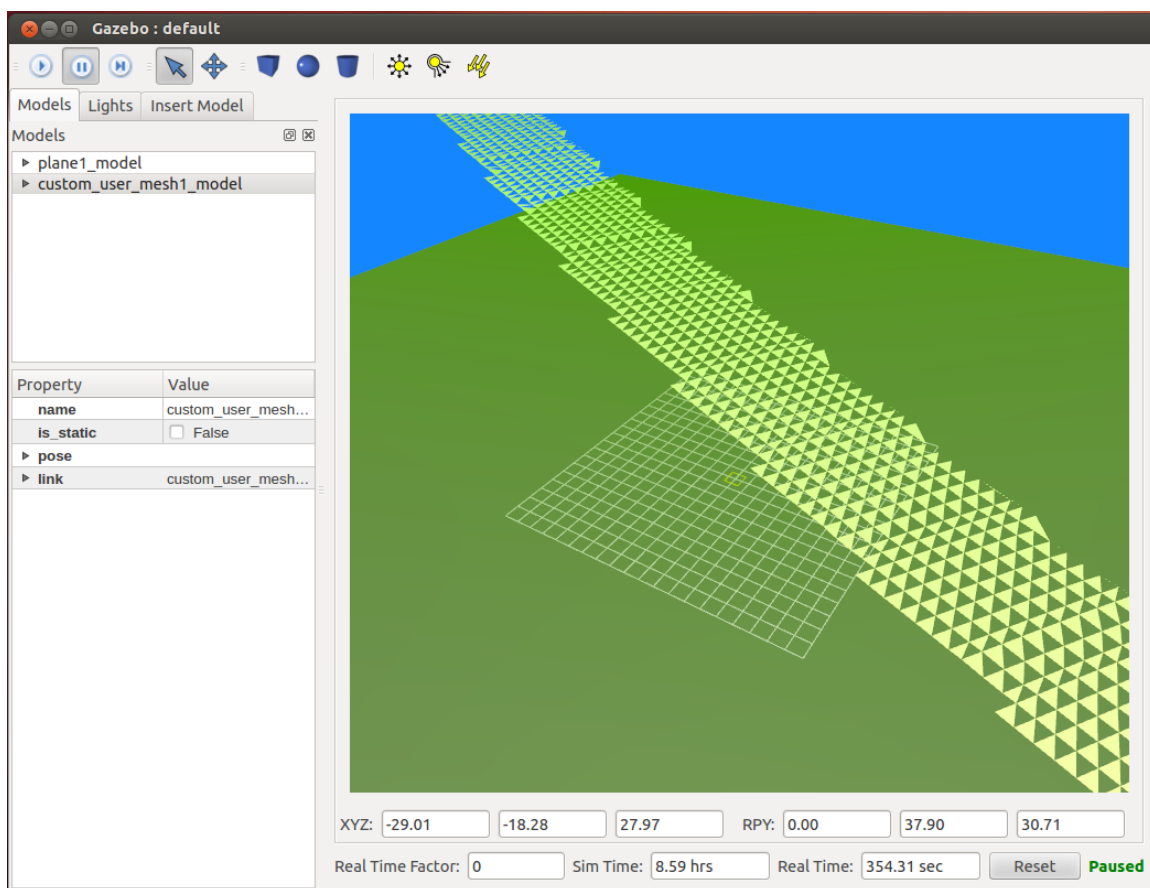 Gazebo : default
Models Lights Insert Model
Models
plane1_model
custom_user_mesh1_model
Property Value
name custom_user_mesh...
is_static False
pose
link custom_user_mesh...
XYZ: -29.01 -18.28 27.97 RPY: 0.00 37.90 30.71
Real Time Factor: 0 Sim Time: 8.59 hrs Real Time: 354.31 sec Reset Paused